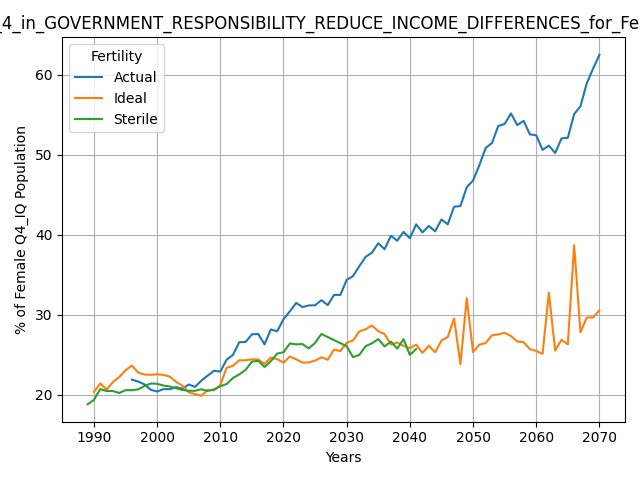 _4_in_GOVERNMENT_RESPONSIBILITY_REDUCE_INCOME_DIFFERENCES_for_Fe
Fertility
Actual
Ideal
Sterile
% of Female Q4_IQ Population
60
50
40
30
20
1990 2000 2010 2020 2030 2040 2050 2060 2070
Years